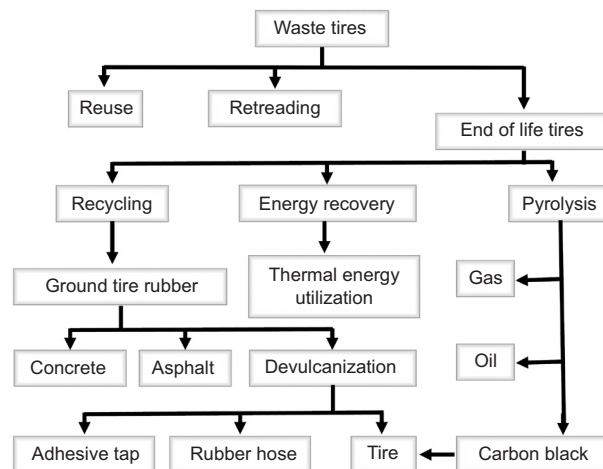 Waste tires
Reuse
Retreading
End of life tires
Recycling
Energy recovery
Pyrolysis
Ground tire rubber
Thermal energy
utilization
Gas
Concrete
Asphalt
Devulcanization
Oil
Adhesive tap
Rubber hose
Tire
Carbon black